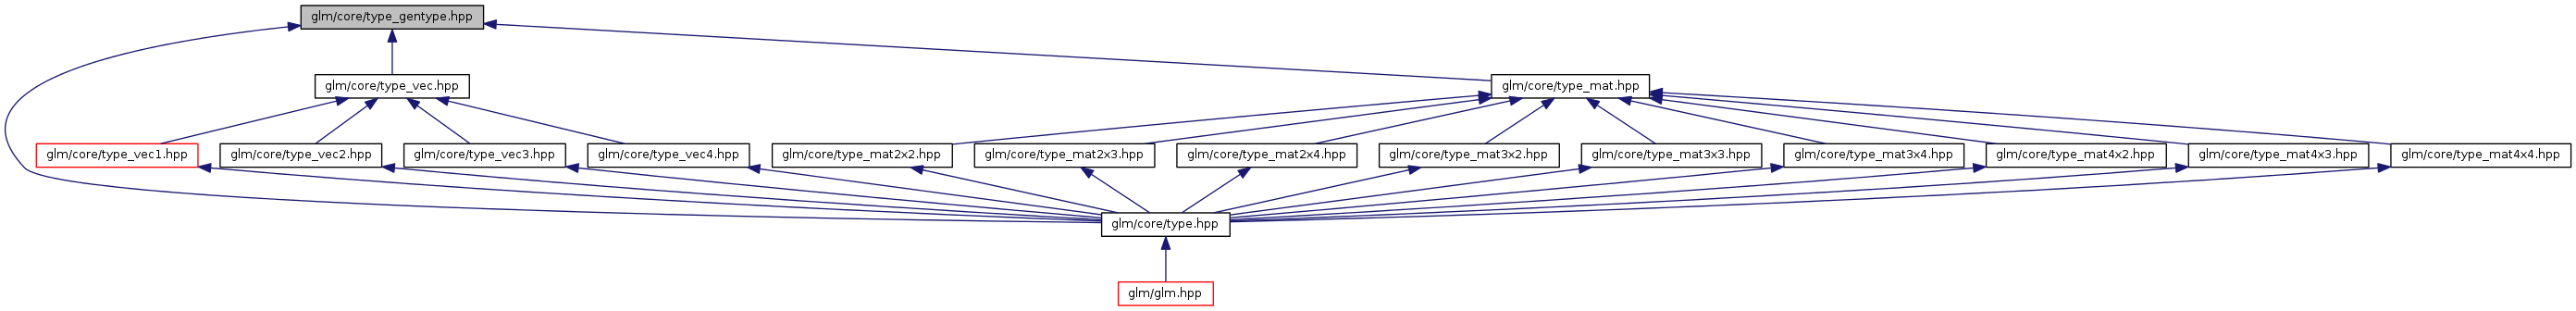 glm/core/type_gentype.hpp
glm/core/type_vec.hpp
glm/core/type_mat.hpp
glm/core/type_vec1.hpp
glm/core/type_vec2.hpp
glm/core/type_vec3.hpp
glm/core/type_vec4.hpp
glm/core/type_mat2x2.hpp
glm/core/type_mat2x3.hpp
glm/core/type_mat2x4.hpp
glm/core/type_mat3x2.hpp
glm/core/type_mat3x3.hpp
glm/core/type_mat3x4.hpp
glm/core/type_mat4x2.hpp
glm/core/type_mat4x3.hpp
glm/core/type_mat4x4.hpp
glm/core/type.hpp
glm/glm.hpp